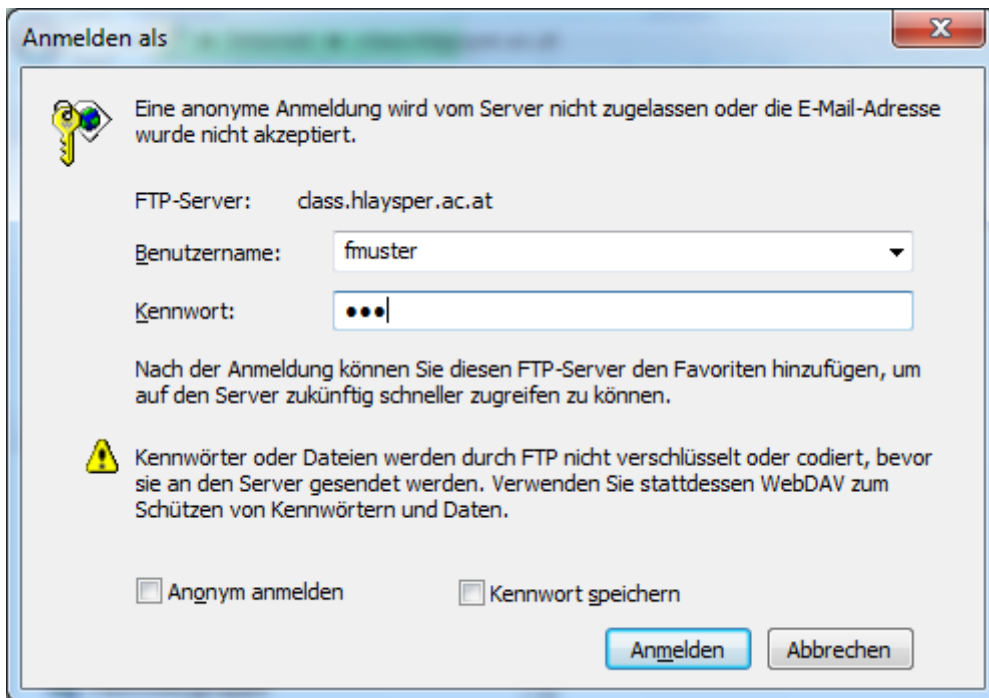 Anmelden als
Eine anonyme Anmeldung wird vom Server nicht zugelassen oder die E-Mail-Adresse
wurde nicht akzeptiert.
FTP-Server: class.hlaysper.ac.at
Benutzername: fmuster
Kennwort: ●●●
Nach der Anmeldung können Sie diesen FTP-Server den Favoriten hinzufügen, um
auf den Server zukünftig schneller zugreifen zu können.
Kennwörter oder Dateien werden durch FTP nicht verschlüsselt oder codiert, bevor
sie an den Server gesendet werden. Verwenden Sie stattdessen WebDAV zum
Schützen von Kennwörtern und Daten.
Anonym anmelden Kennwort speichern
Anmelden Abbrechen